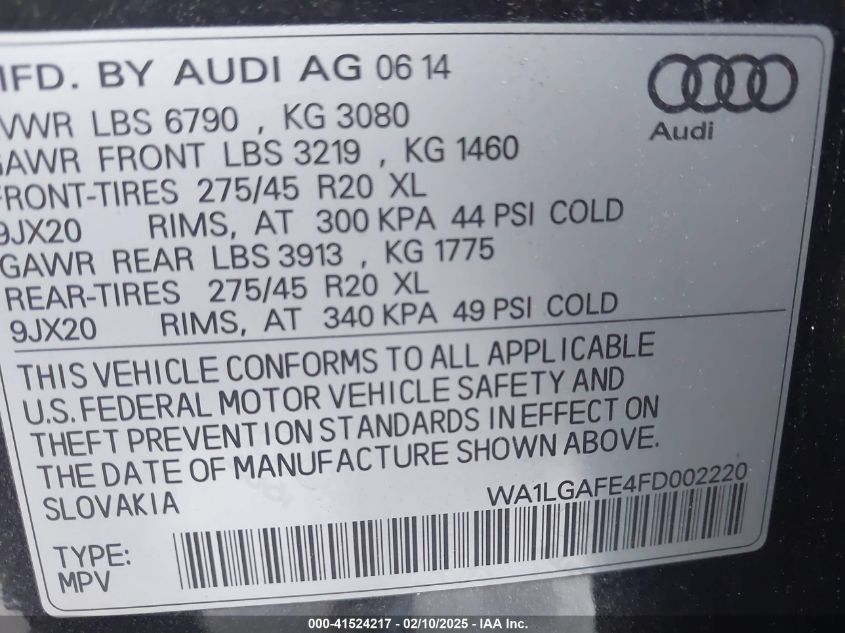 MFD. BY AUDI AG 06 14
VWR LBS 6790 , KG 3080
GAWR FRONT LBS 3219 , KG 1460
FRONT-TIRES 275/45 R20 XL
9JX20 RIMS, AT 300 KPA 44 PSI COLD
GAWR REAR LBS 3913 , KG 1775
REAR-TIRES 275/45 R20 XL
9JX20 RIMS, AT 340 KPA 49 PSI COLD
Audi
THIS VEHICLE CONFORMS TO ALL APPLICABLE
U.S. FEDERAL MOTOR VEHICLE SAFETY AND
THEFT PREVENTION STANDARDS IN EFFECT ON
THE DATE OF MANUFACTURE SHOWN ABOVE.
SLOVAKIA
WA1LGAFE4FD002220
TYPE:
MPV
000-41524217 - 02/10/2025 - IAA Inc.